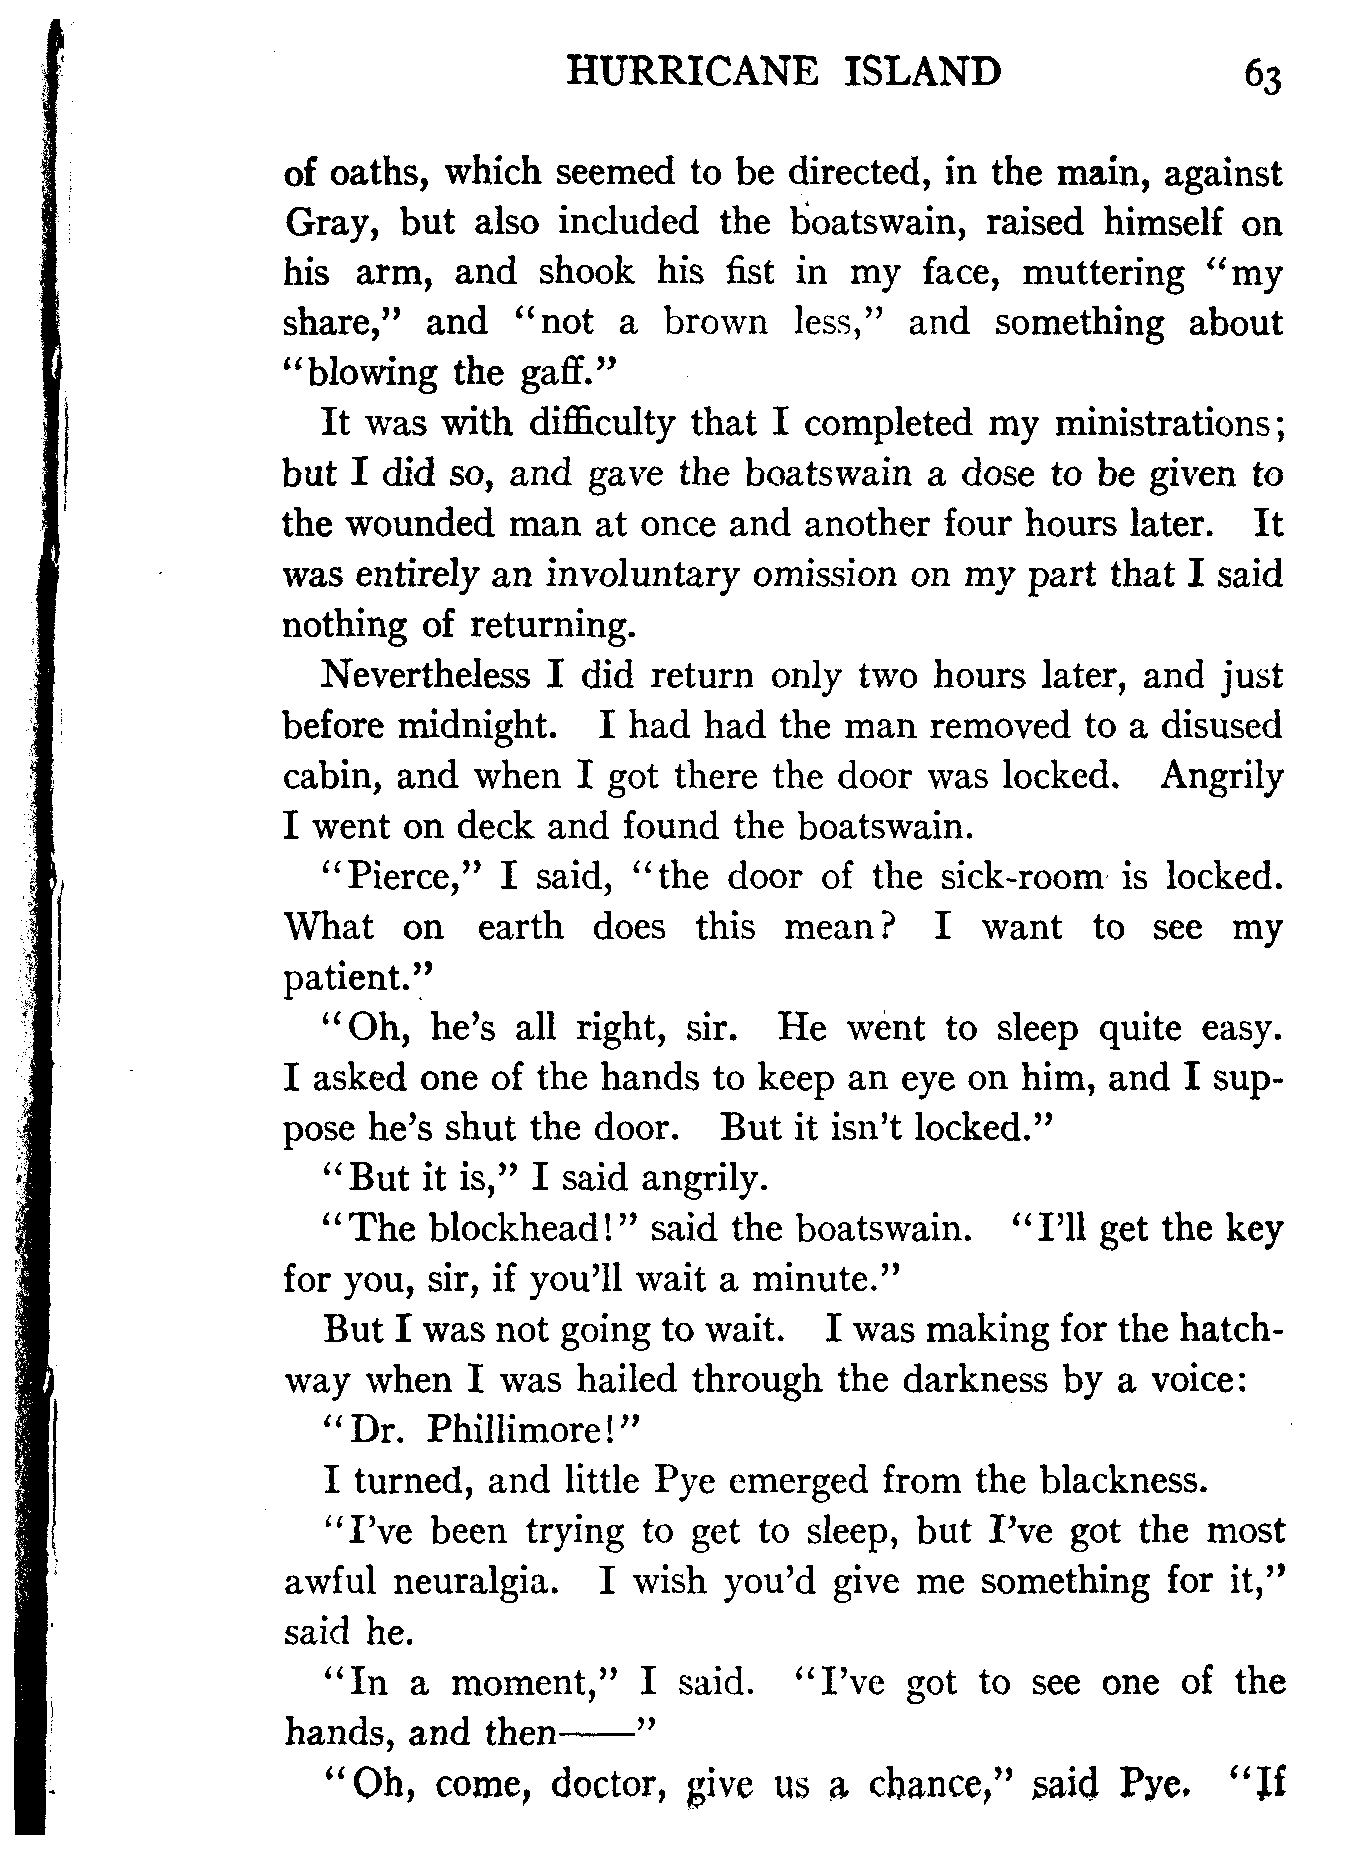 HURRICANE ISLAND 63
of oaths, which seemed to be directed, in the main, against
Gray, but also included the boatswain, raised himself on
his arm, and shook his fist in my face, muttering “my
share,” and “not a brown less,” and something about
“blowing the gaff.”
It was with difficulty that I completed my ministrations;
but I did so, and gave the boatswain a dose to be given to
the wounded man at once and another four hours later. It
was entirely an involuntary omission on my part that I said
nothing of returning.
Nevertheless I did return only two hours later, and just
before midnight. I had had the man removed to a disused
cabin, and when I got there the door was locked. Angrily
I went on deck and found the boatswain.
“Pierce,” I said, “the door of the sick-room is locked.
What on earth does this mean? I want to see my
patient.”
“Oh, he’s all right, sir. He went to sleep quite easy.
I asked one of the hands to keep an eye on him, and I sup-
pose he’s shut the door. But it isn’t locked.”
“But it is,” I said angrily.
“The blockhead!” said the boatswain. “I’ll get the key
for you, sir, if you’ll wait a minute.”
But I was not going to wait. I was making for the hatch-
way when I was hailed through the darkness by a voice:
“Dr. Phillimore!”
I turned, and little Pye emerged from the blackness.
“I’ve been trying to get to sleep, but I’ve got the most
awful neuralgia. I wish you’d give me something for it,”
said he.
“In a moment,” I said. “I’ve got to see one of the
hands, and then——”
“Oh, come, doctor, give us a chance,” said Pye. “If